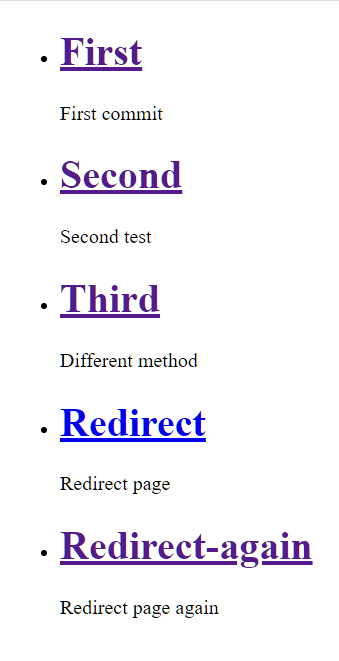 First
First commit
Second
Second test
Third
Different method
Redirect
Redirect page
Redirect-again
Redirect page again